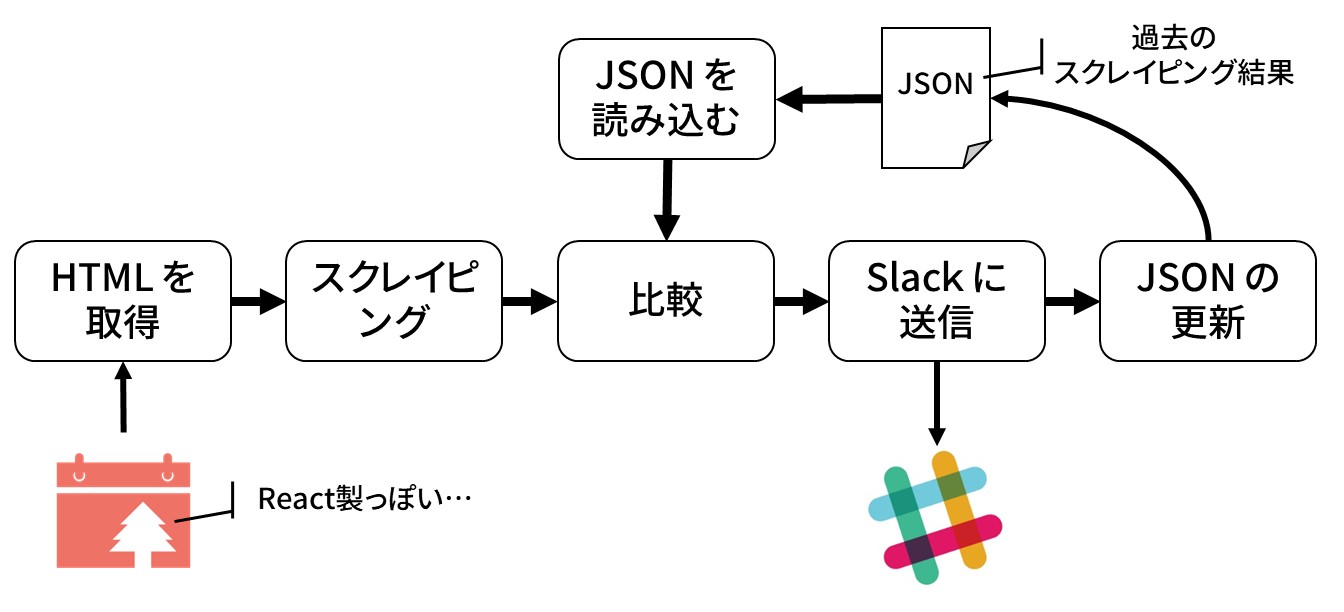 過去の
スクレイピング結果
JSON
JSON を
読み込む
HTML を
取得
スクレイピ
ング
比較
Slack に
送信
JSON の
更新
React製っぽい…